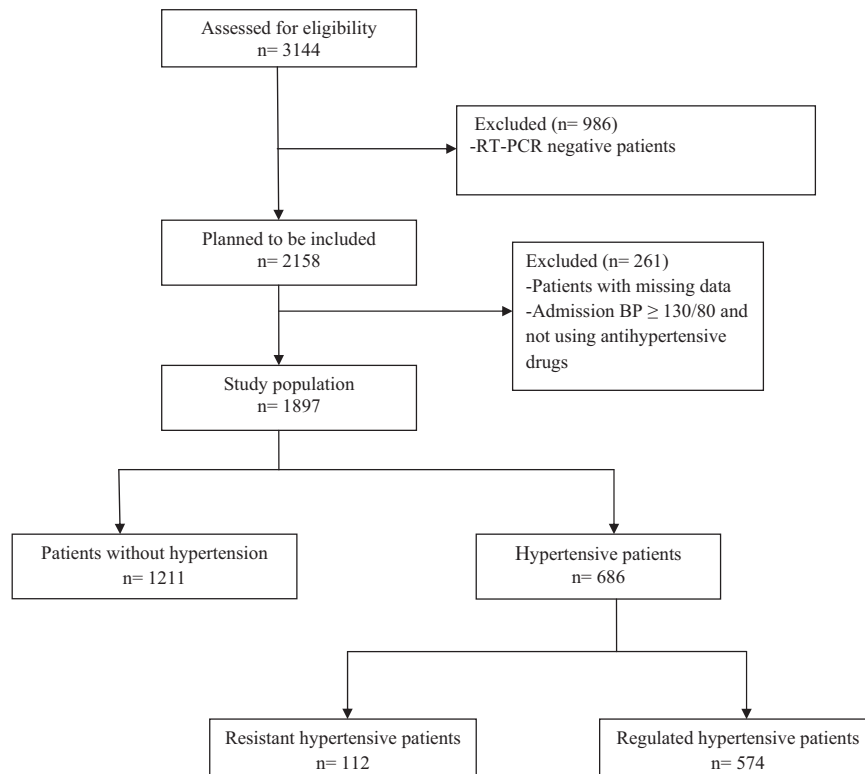 Assessed for eligibility
n= 3144
Excluded (n= 986)
-RT-PCR negative patients
Planned to be included
n= 2158
Excluded (n= 261)
-Patients with missing data
-Admission BP ≥ 130/80 and
not using antihypertensive
drugs
Study population
n= 1897
Patients without hypertension
n= 1211
Hypertensive patients
n= 686
Resistant hypertensive patients
n= 112
Regulated hypertensive patients
n= 574